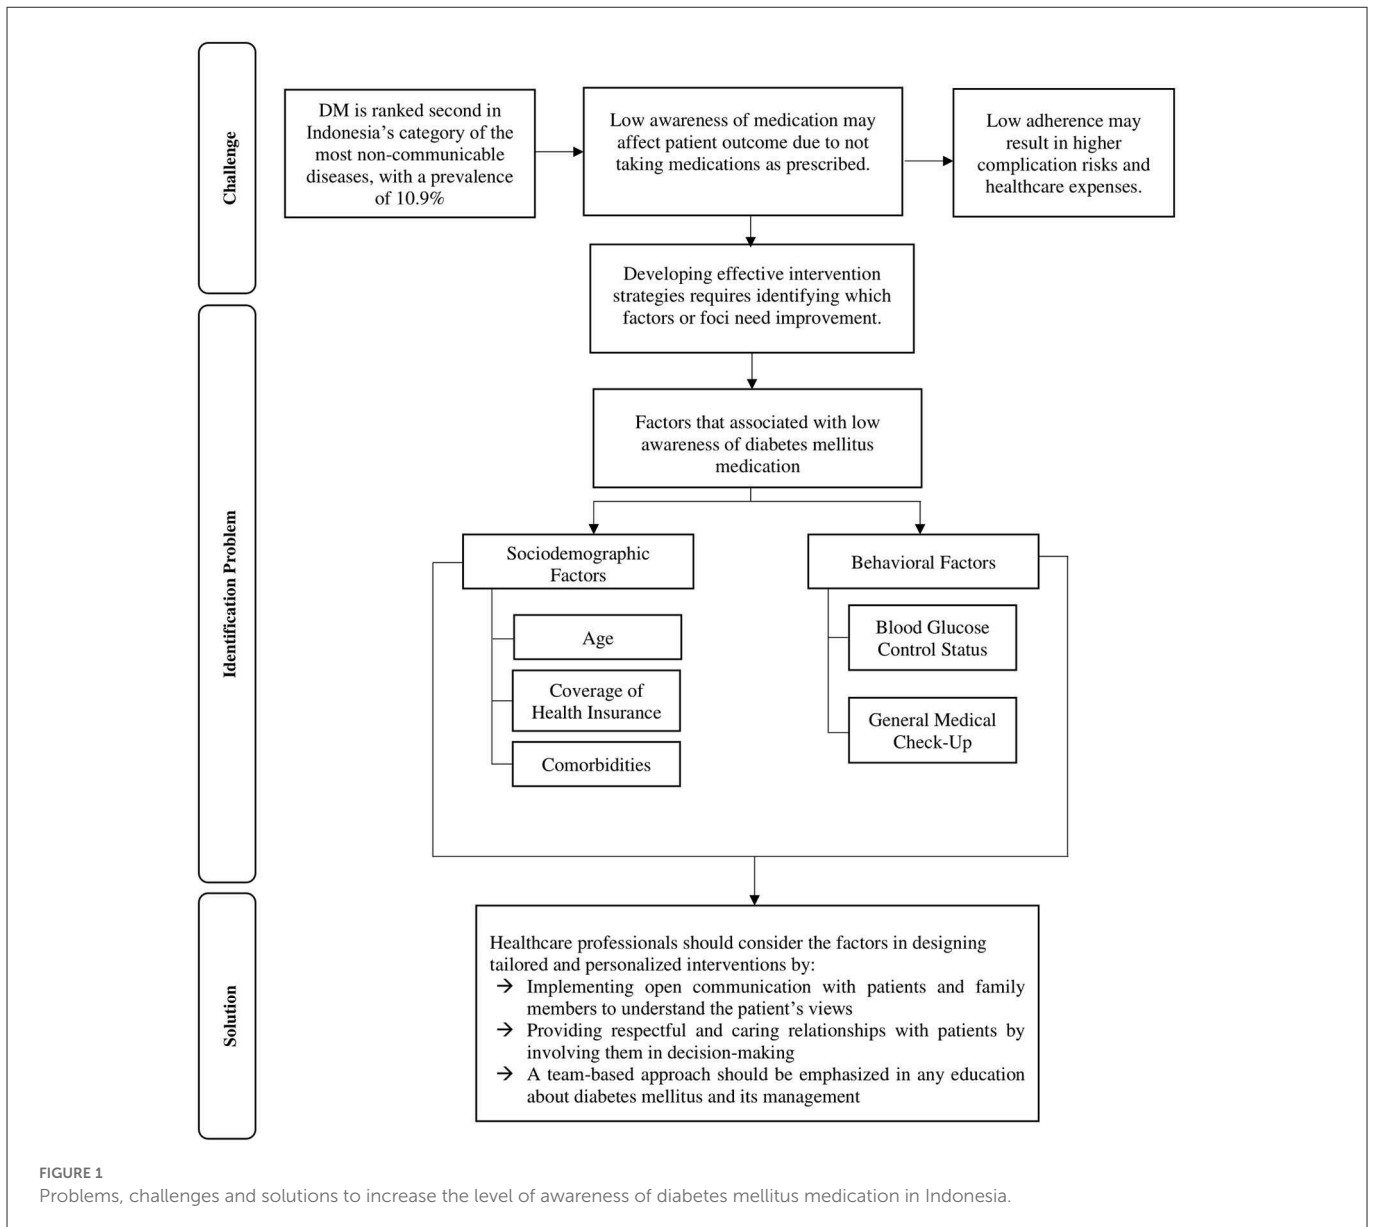 Challenge
DM is ranked second in
Indonesia's category of the
most non-communicable
diseases, with a prevalence
of 10.9%
Low awareness of medication may
affect patient outcome due to not
taking medications as prescribed.
Low adherence may
result in higher
complication risks and
healthcare expenses.
Developing effective intervention
strategies requires identifying which
factors or foci need improvement.
Identification Problem
Factors that associated with low
awareness of diabetes mellitus
medication
Sociodemographic
Factors
Age
Coverage of
Health Insurance
Comorbidities
Behavioral Factors
Blood Glucose
Control Status
General Medical
Check-Up
Solution
Healthcare professionals should consider the factors in designing
tailored and personalized interventions by:
→ Implementing open communication with patients and family
members to understand the patient's views
→ Providing respectful and caring relationships with patients by
involving them in decision-making
→ A team-based approach should be emphasized in any education
about diabetes mellitus and its management
FIGURE 1
Problems, challenges and solutions to increase the level of awareness of diabetes mellitus medication in Indonesia.